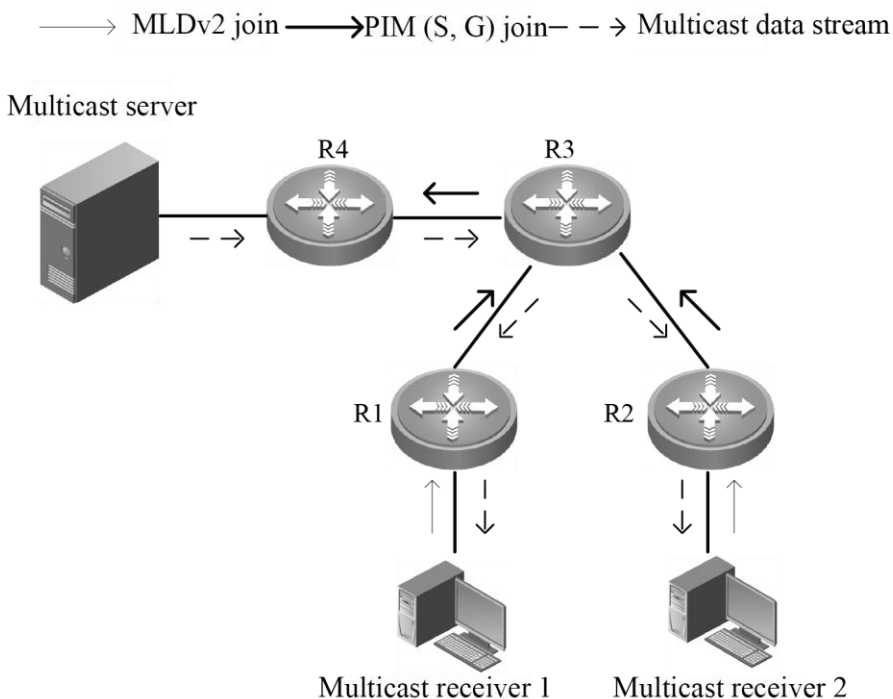 MLDv2 join PIM (S, G) join Multicast data stream
Multicast server
R4 R3
R1 R2
Multicast receiver 1 Multicast receiver 2